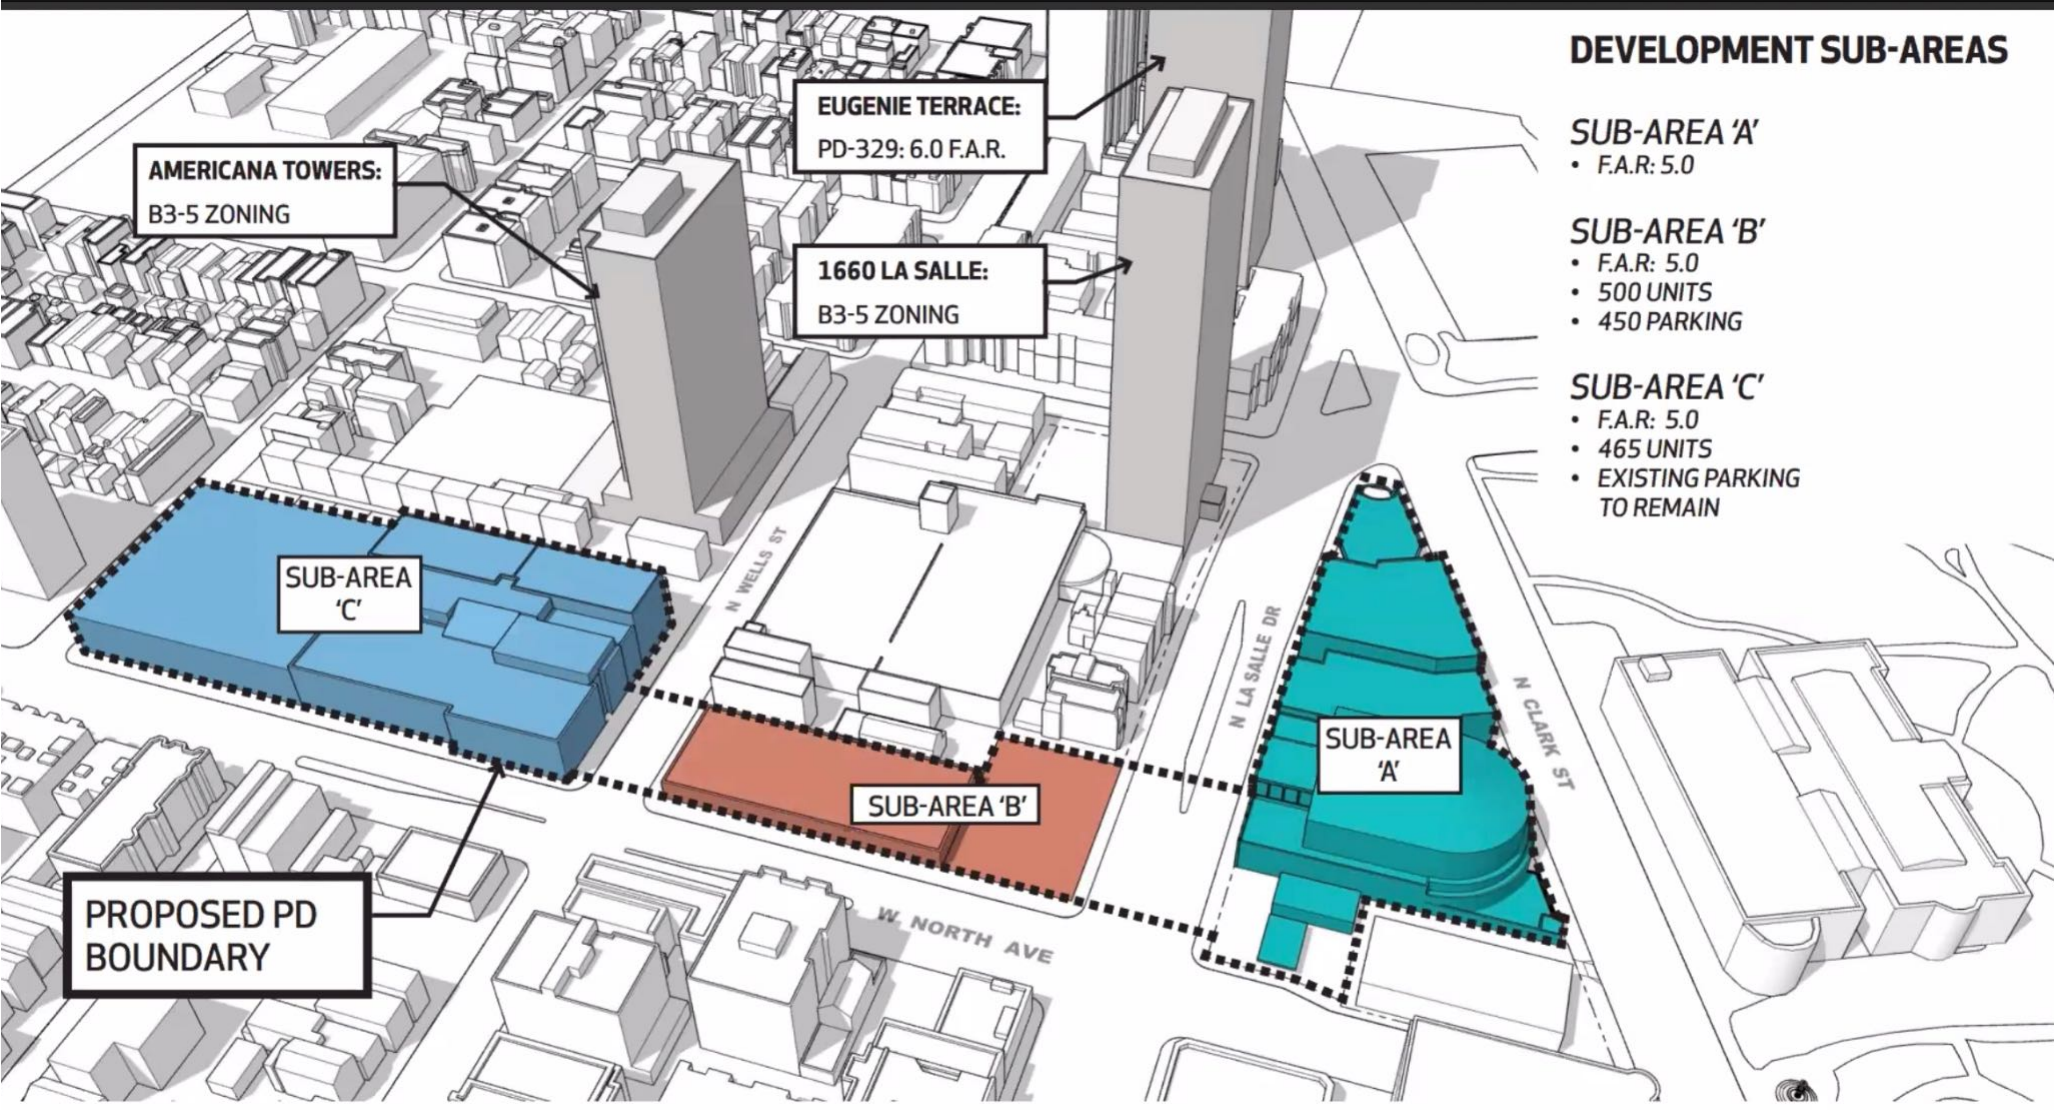 DEVELOPMENT SUB-AREAS
SUB-AREA ‘A’
• F.A.R: 5.0
SUB-AREA ‘B’
• F.A.R: 5.0
• 500 UNITS
• 450 PARKING
SUB-AREA ‘C’
• F.A.R: 5.0
• 465 UNITS
• EXISTING PARKING
TO REMAIN
EUGENIE TERRACE:
PD-329: 6.0 F.A.R.
AMERICANA TOWERS:
B3-5 ZONING
1660 LA SALLE:
B3-5 ZONING
SUB-AREA
‘C’
N WELLS ST
N LA SALLE DR
N CLARK ST
SUB-AREA
‘A’
SUB-AREA ‘B’
W NORTH AVE
PROPOSED PD
BOUNDARY